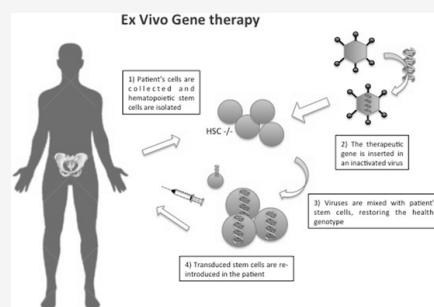 Ex Vivo Gene therapy
1) Patient's cells are
collected and
hematopoietic stem
cells are isolated
HSC -/-
2) The therapeutic
gene is inserted in
an inactivated virus
3) Viruses are mixed with patient'
stem cells, restoring the health
genotype
4) Transduced stem cells are re-
introduced in the patient